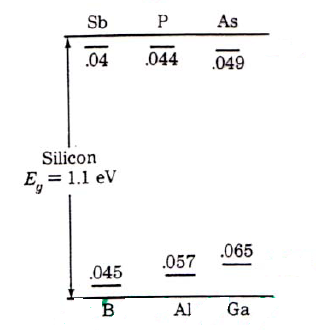 Sb P As
.04 .044 .049
Silicon
E_g = 1.1 eV
.045 .057 .065
B Al Ga